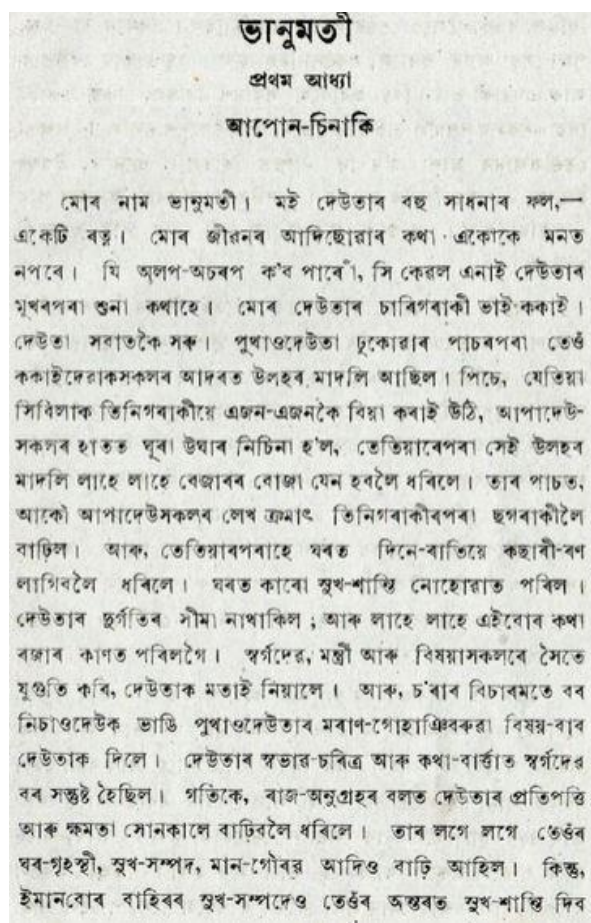 ভানুমতী
প্ৰথম আধ্যা
আপোন-চিনাকি
মোৰ নাম ভানুমতী। মই দেউতাৰ বহু সাধনাৰ ফল,—
একেটি ৰত্ন। মোৰ জীৱনৰ আদিছোৱাৰ কথা একোকে মনত
নপৰে। যি অলপ-অচৰপ ক'ব পাৰোঁ, সি কেৱল এনাই দেউতাৰ
মূখৰপৰা শুনা কথাহে। মোৰ দেউতাৰ চাৰিগৰাকী ভাই-ককাই।
দেউতা সবাতকৈ সৰু। পুথাওদেউতা ঢুকোৱাৰ পাচৰপৰা তেওঁ
ককাইদেৱাকসকলৰ আদৰত উলহৰ মাদলি আছিল। পিচে, যেতিয়া
সিবিলাক তিনিগৰাকীয়ে এজন-এজনকৈ বিয়া কৰাই উঠি, আপাদেউ-
সকলৰ হাতত ঘূৰা উঘাৰ নিচিনা হ'ল, তেতিয়াৰেপৰা সেই উলহৰ
মাদলি লাহে লাহে বেজাৰৰ বোজা যেন হবলৈ ধৰিলে। তাৰ পাচত,
আকৌ আপাদেউসকলৰ লেখ ক্ৰমাৎ তিনিগৰাকীৰপৰা ছগৰাকীলৈ
বাঢ়িল। আৰু, তেতিয়াৰপৰাহে ঘৰত দিনে-ৰাতিয়ে কছাৰী-ৰণ
লাগিবলৈ ধৰিলে। ঘৰত কাৰো সুখ-শান্তি নোহোৱাত পৰিল।
দেউতাৰ দুৰ্গতিৰ সীমা নাথাকিল; আৰু লাহে লাহে এইবোৰ কথা
ৰজাৰ কাণত পৰিলগৈ। স্বৰ্গদেৱ, মন্ত্ৰী আৰু বিষয়াসকলৰে সৈতে
যুগুতি কৰি, দেউতাক মতাই নিয়ালে। আৰু, চ'ৰাৰ বিচাৰমতে বৰ
নিচাওদেউক ভাঙি পুথাওদেউতাৰ মৰাণ-গোহাঞিবৰুৱা বিষয়-বাব
দেউতাক দিলে। দেউতাৰ স্বভাৱ-চৰিত্ৰ আৰু কথা-বাৰ্ত্তাত স্বৰ্গদেৱ
বৰ সন্তুষ্ট হৈছিল। গতিকে, ৰাজ-অনুগ্ৰহৰ বলত দেউতাৰ প্ৰতিপত্তি
আৰু ক্ষমতা সোনকালে বাঢ়িবলৈ ধৰিলে। তাৰ লগে লগে তেওঁৰ
ঘৰ-গৃহস্থী, সুখ-সম্পদ, মান-গৌৰৱ আদিও বাঢ়ি আহিল। কিন্তু,
ইমানবোৰ বাহিৰৰ সুখ-সম্পদেও তেওঁৰ অন্তৰত সুখ-শান্তি দিব